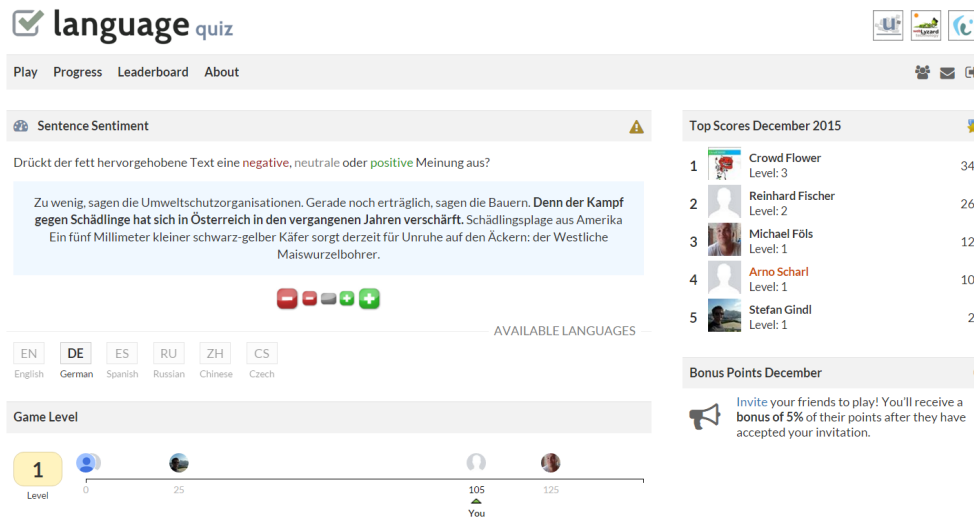 language quiz
Play Progress Leaderboard About
Sentence Sentiment
Drückt der fett hervorgehobene Text eine negative, neutrale oder positive Meinung aus?
Zu wenig, sagen die Umweltschutzorganisationen. Gerade noch erträglich, sagen die Bauern. Denn der Kampf
gegen Schädlinge hat sich in Österreich in den vergangenen Jahren verschärft. Schädlingsplage aus Amerika
Ein fünf Millimeter kleiner schwarz-gelber Käfer sorgt derzeit für Unruhe auf den Äckern: der Westliche
Maiswurzelbohrer.
AVAILABLE LANGUAGES
EN DE ES RU ZH CS
English German Spanish Russian Chinese Czech
Game Level
1
Level
0 25 105 125
You
Top Scores December 2015
1 Crowd Flower 34
Level: 3
2 Reinhard Fischer 26
Level: 2
3 Michael Föls 12
Level: 1
4 Arno Scharl 10
Level: 1
5 Stefan Gindl 2
Level: 1
Bonus Points December
Invite your friends to play! You'll receive a
bonus of 5% of their points after they have
accepted your invitation.